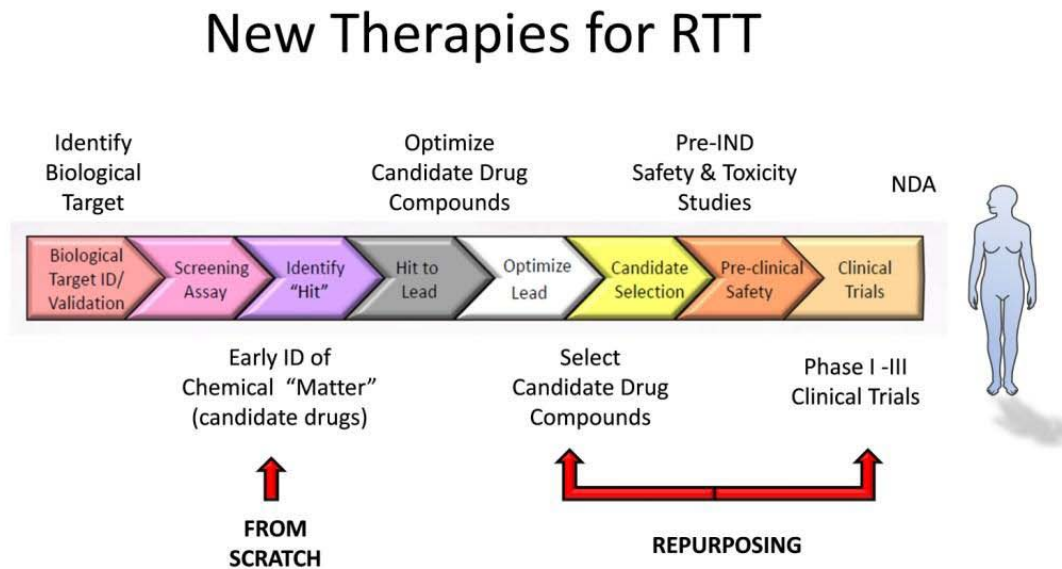 New Therapies for RTT
Identify
Biological
Target
Optimize
Candidate Drug
Compounds
Pre-IND
Safety & Toxicity
Studies
NDA
Biological
Target ID/
Validation
Screening
Assay
Identify
“Hit”
Hit to
Lead
Optimize
Lead
Candidate
Selection
Pre-clinical
Safety
Clinical
Trials
Early ID of
Chemical “Matter”
(candidate drugs)
Select
Candidate Drug
Compounds
Phase I -III
Clinical Trials
FROM
SCRATCH
REPURPOSING